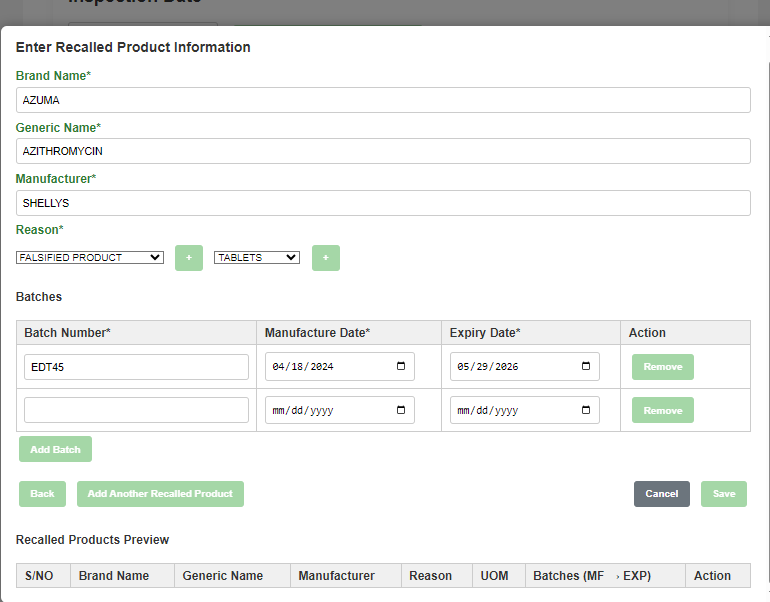 Inspection Date
Enter Recalled Product Information
Brand Name*
AZUMA
Generic Name*
AZITHROMYCIN
Manufacturer*
SHELLYS
Reason*
FALSIFIED PRODUCT + TABLETS +
Batches
Batch Number* Manufacture Date* Expiry Date* Action
EDT45 04/18/2024 05/29/2026 Remove
mm/dd/yyyy mm/dd/yyyy Remove
Add Batch
Back Add Another Recalled Product Cancel Save
Recalled Products Preview
S/NO Brand Name Generic Name Manufacturer Reason UOM Batches (MF → EXP) Action